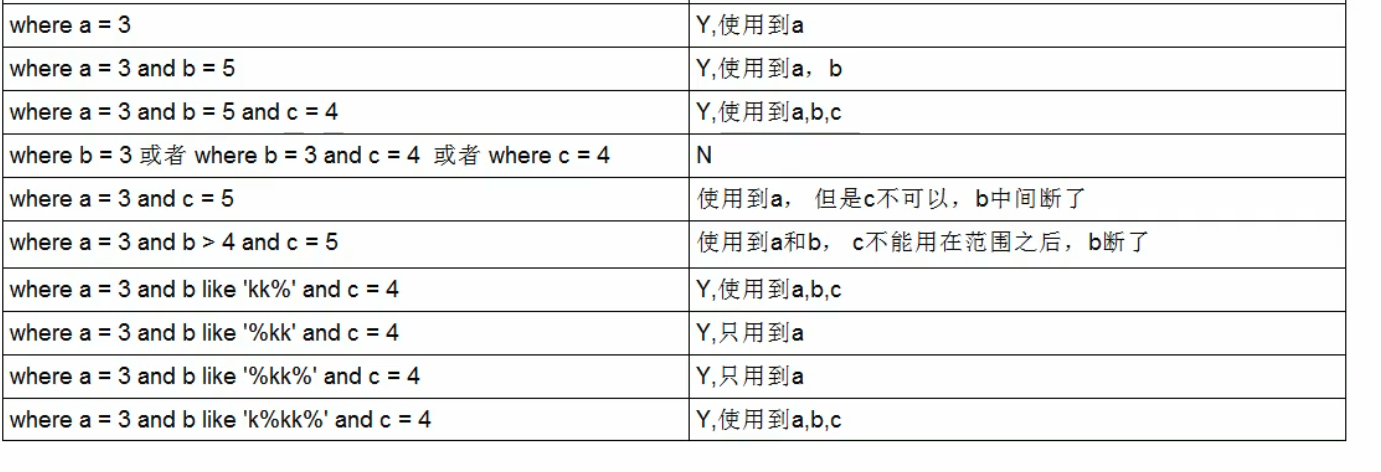 where a = 3 Y,使用到a
where a = 3 and b = 5 Y,使用到a，b
where a = 3 and b = 5 and c = 4 Y,使用到a,b,c
where b = 3 或者 where b = 3 and c = 4 或者 where c = 4 N
where a = 3 and c = 5 使用到a， 但是c不可以，b中间断了
where a = 3 and b > 4 and c = 5 使用到a和b， c不能用在范围之后，b断了
where a = 3 and b like 'kk%' and c = 4 Y,使用到a,b,c
where a = 3 and b like '%kk' and c = 4 Y,只用到a
where a = 3 and b like '%kk%' and c = 4 Y,只用到a
where a = 3 and b like 'k%kk%' and c = 4 Y,使用到a,b,c